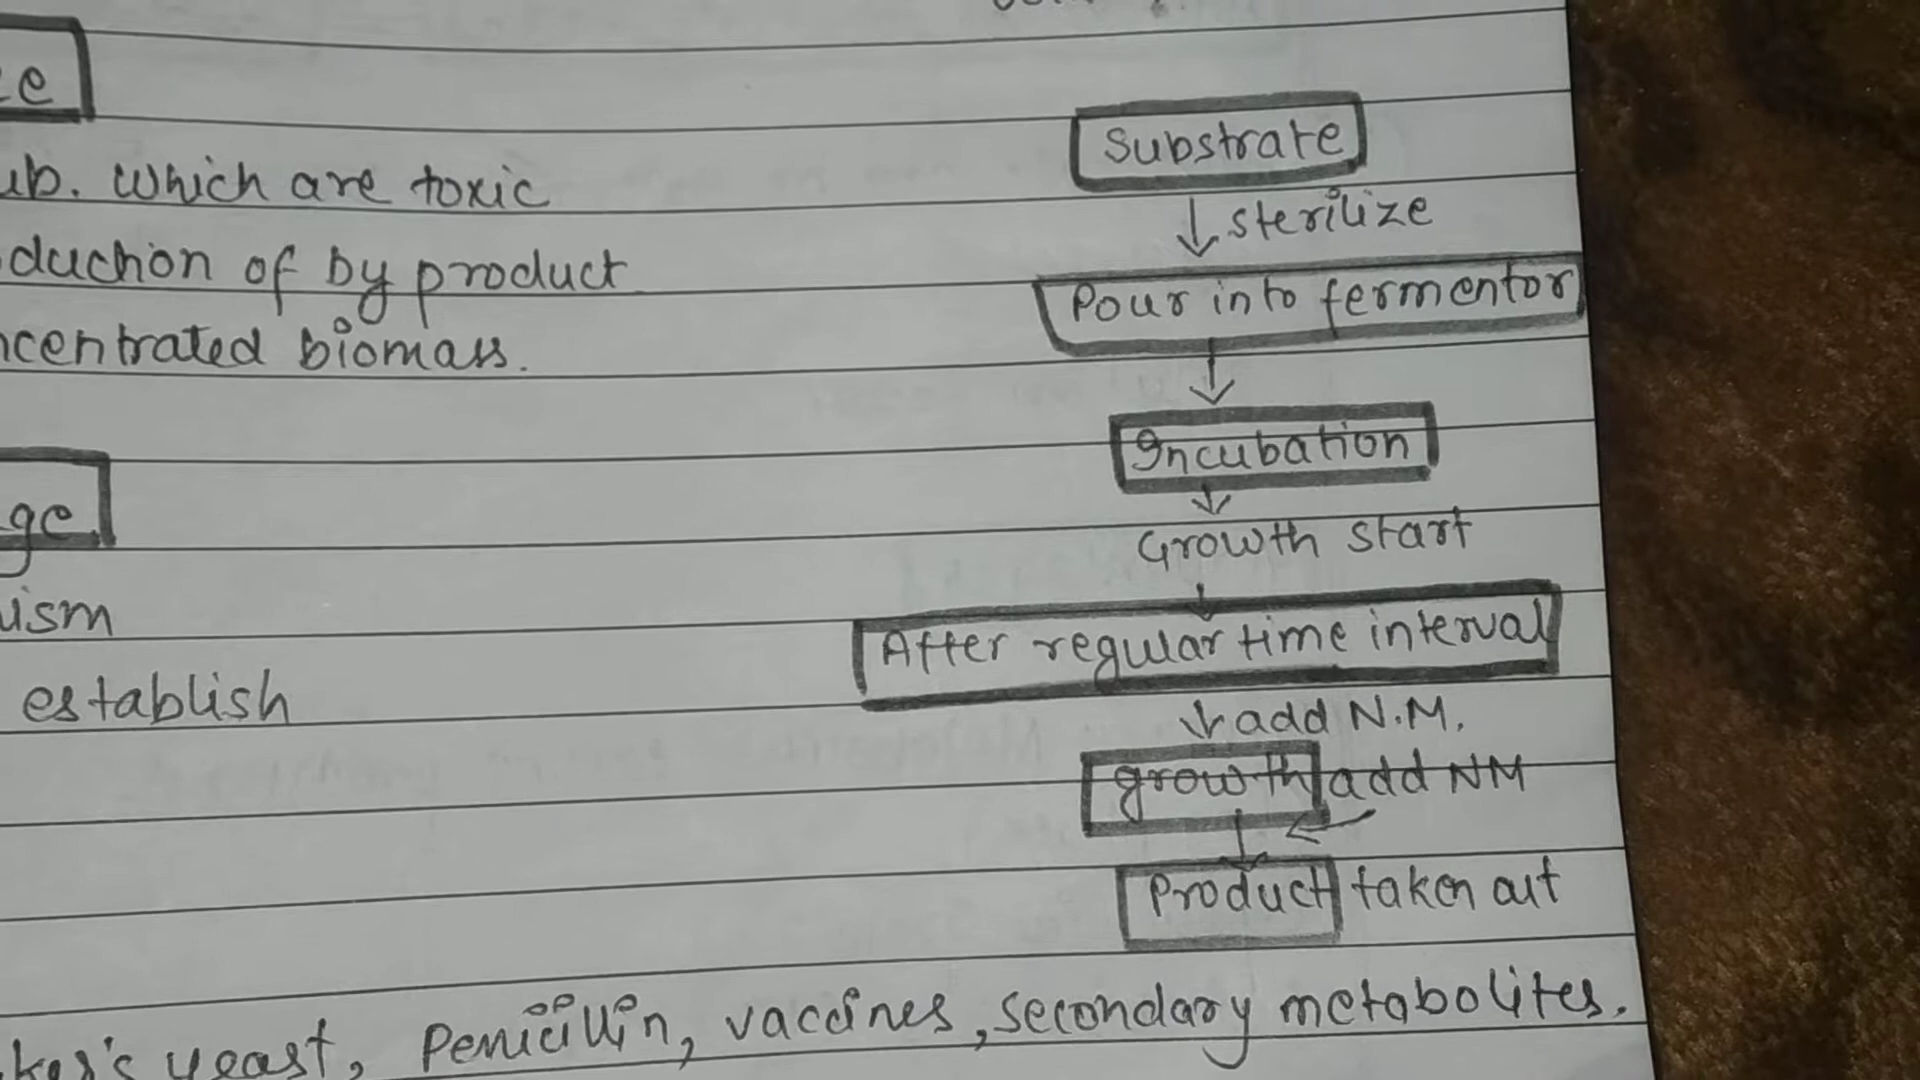 Substrate
ub. which are toxic
sterilize
duction of by product
Pour into fermentor
ncentrated biomass.
Incubation
Growth start
ge
ism
After regular time interval
establish
add N.M.
growth add NM
Product taken out
ker's yeast, Penicillin, vaccines, secondary metabolites.